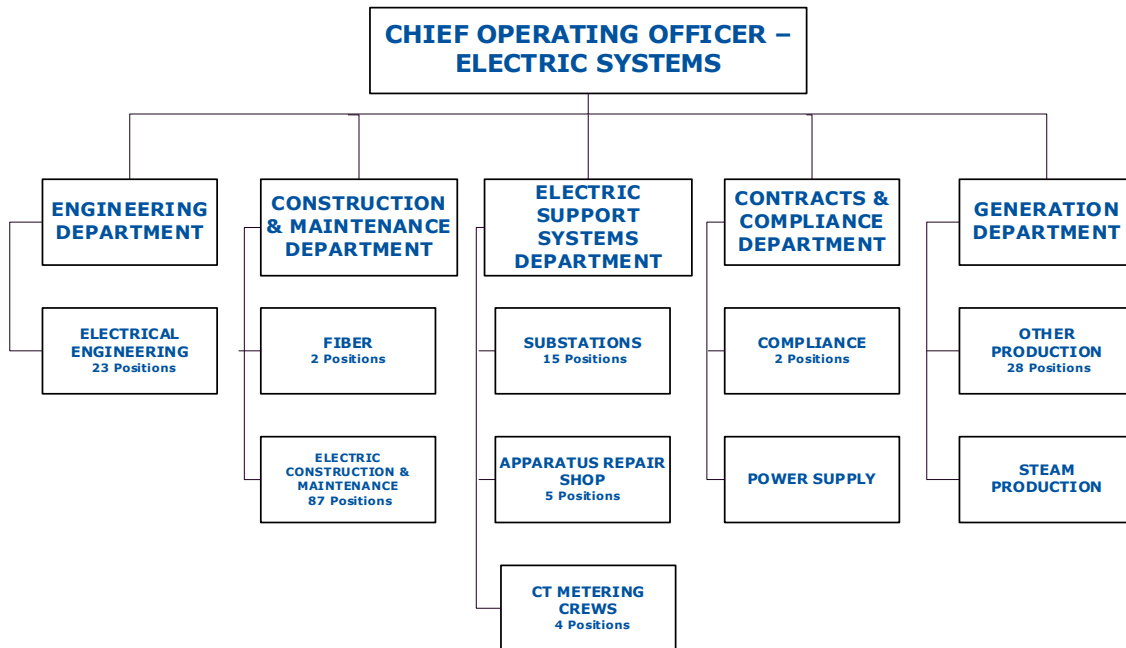 CHIEF OPERATING OFFICER –
ELECTRIC SYSTEMS
ENGINEERING
DEPARTMENT
CONSTRUCTION
& MAINTENANCE
DEPARTMENT
ELECTRIC
SUPPORT
SYSTEMS
DEPARTMENT
CONTRACTS &
COMPLIANCE
DEPARTMENT
GENERATION
DEPARTMENT
ELECTRICAL
ENGINEERING
23 Positions
FIBER
2 Positions
SUBSTATIONS
15 Positions
COMPLIANCE
2 Positions
OTHER
PRODUCTION
28 Positions
ELECTRIC
CONSTRUCTION &
MAINTENANCE
87 Positions
APPARATUS REPAIR
SHOP
5 Positions
POWER SUPPLY
STEAM
PRODUCTION
CT METERING
CREWS
4 Positions